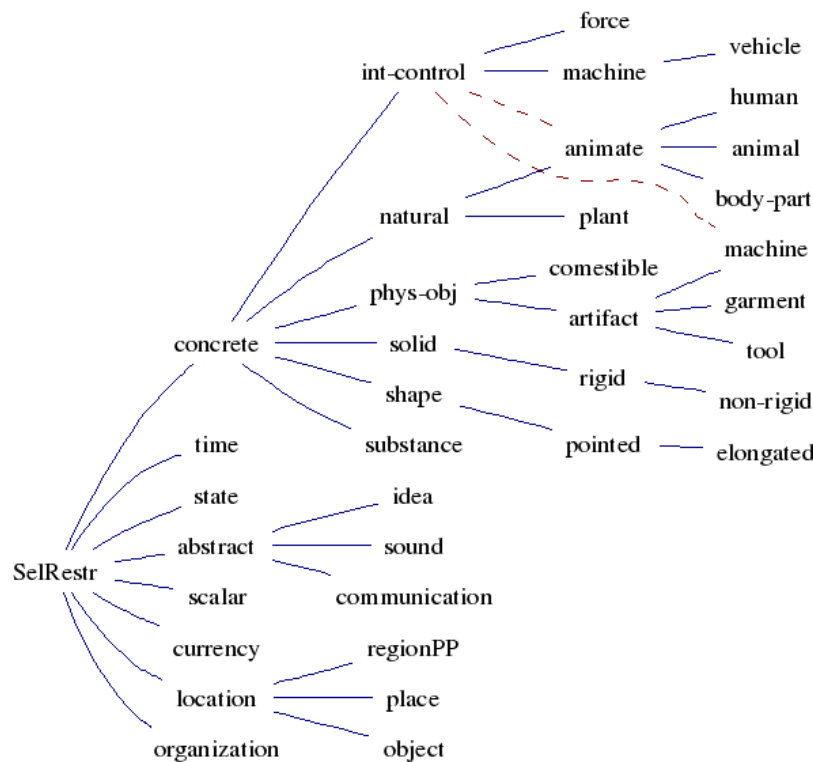 force
vehicle
int-control
machine
human
animate
animal
body-part
natural
plant
machine
comestible
phys-obj
garment
artifact
concrete
solid
tool
rigid
shape
non-rigid
time
substance
pointed
elongated
state
idea
abstract
sound
SelRestr
scalar
communication
currency
regionPP
location
place
organization
object